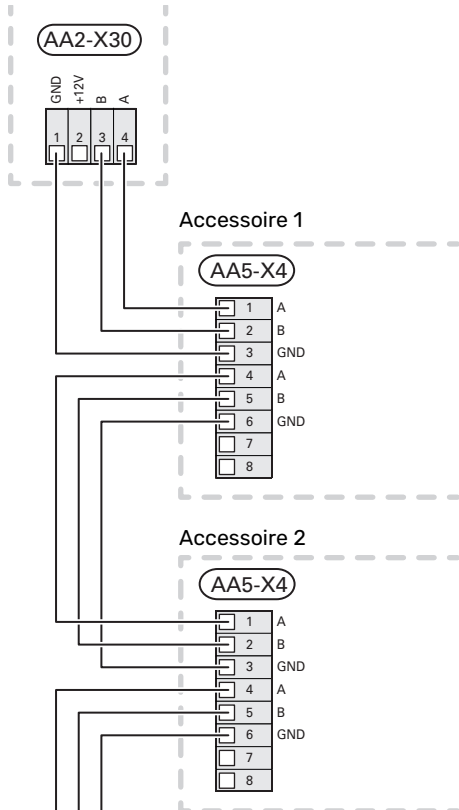 AA2-X30
GND +12V B A
1 2 3 4
Accessoire 1
AA5-X4
1 A
2 B
3 GND
4 A
5 B
6 GND
7
8
Accessoire 2
AA5-X4
1 A
2 B
3 GND
4 A
5 B
6 GND
7
8